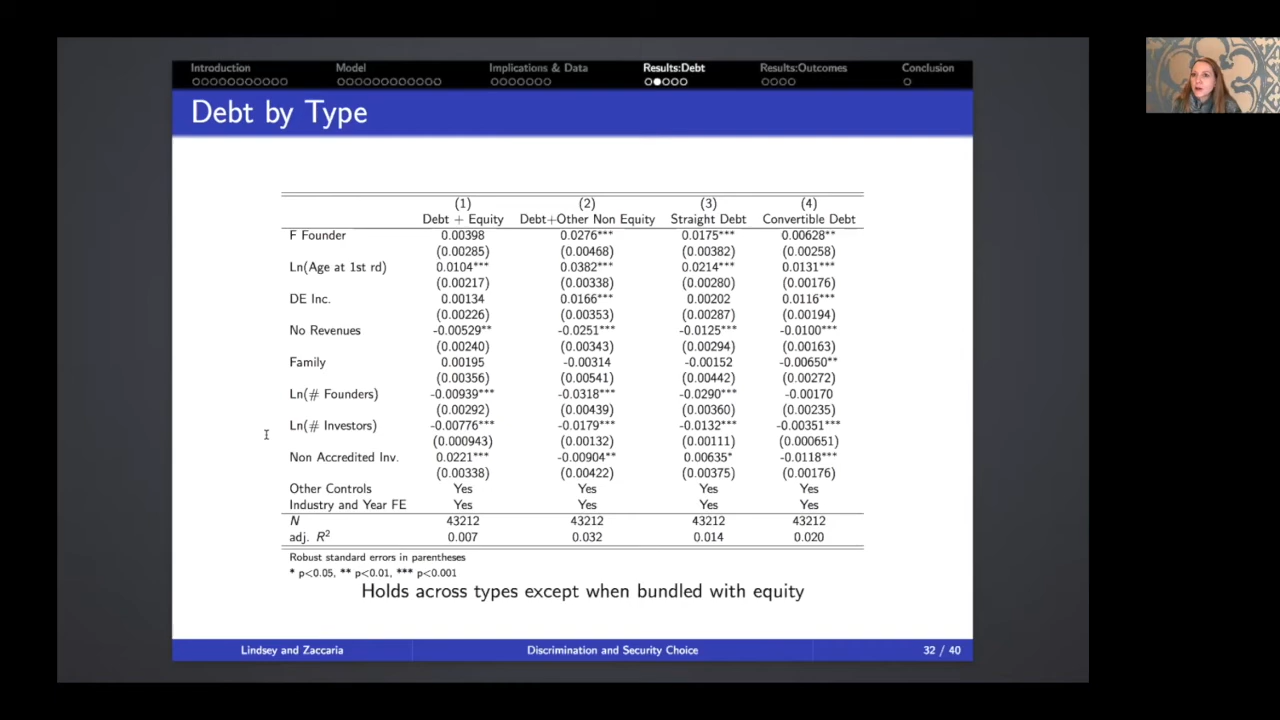 Introduction Model Implications & Data Results:Debt Results:Outcomes Conclusion
Debt by Type
(1) (2) (3) (4)
Debt + Equity Debt+Other Non Equity Straight Debt Convertible Debt
F Founder 0.00398 0.0276*** 0.0175*** 0.00628**
(0.00285) (0.00468) (0.00382) (0.00258)
Ln(Age at 1st rd) 0.0104*** 0.0382*** 0.0214*** 0.0131***
(0.00217) (0.00338) (0.00280) (0.00176)
DE Inc. 0.00134 0.0166*** 0.00202 0.0116***
(0.00226) (0.00353) (0.00287) (0.00194)
No Revenues -0.00529** -0.0251*** -0.0125*** -0.0100***
(0.00240) (0.00343) (0.00294) (0.00163)
Family 0.00195 -0.00314 -0.00152 -0.00650**
(0.00356) (0.00541) (0.00442) (0.00272)
Ln(# Founders) -0.00939*** -0.0318*** -0.0290*** -0.00170
(0.00292) (0.00439) (0.00360) (0.00235)
Ln(# Investors) -0.00776*** -0.0179*** -0.0132*** -0.00351***
(0.000943) (0.00132) (0.00111) (0.000651)
Non Accredited Inv. 0.0221*** -0.00904** 0.00635* -0.0118***
(0.00338) (0.00422) (0.00375) (0.00176)
Other Controls Yes Yes Yes Yes
Industry and Year FE Yes Yes Yes Yes
N 43212 43212 43212 43212
adj. R² 0.007 0.032 0.014 0.020
Robust standard errors in parentheses
* p<0.05, ** p<0.01, *** p<0.001
Holds across types except when bundled with equity
Lindsey and Zaccaria Discrimination and Security Choice 32 / 40